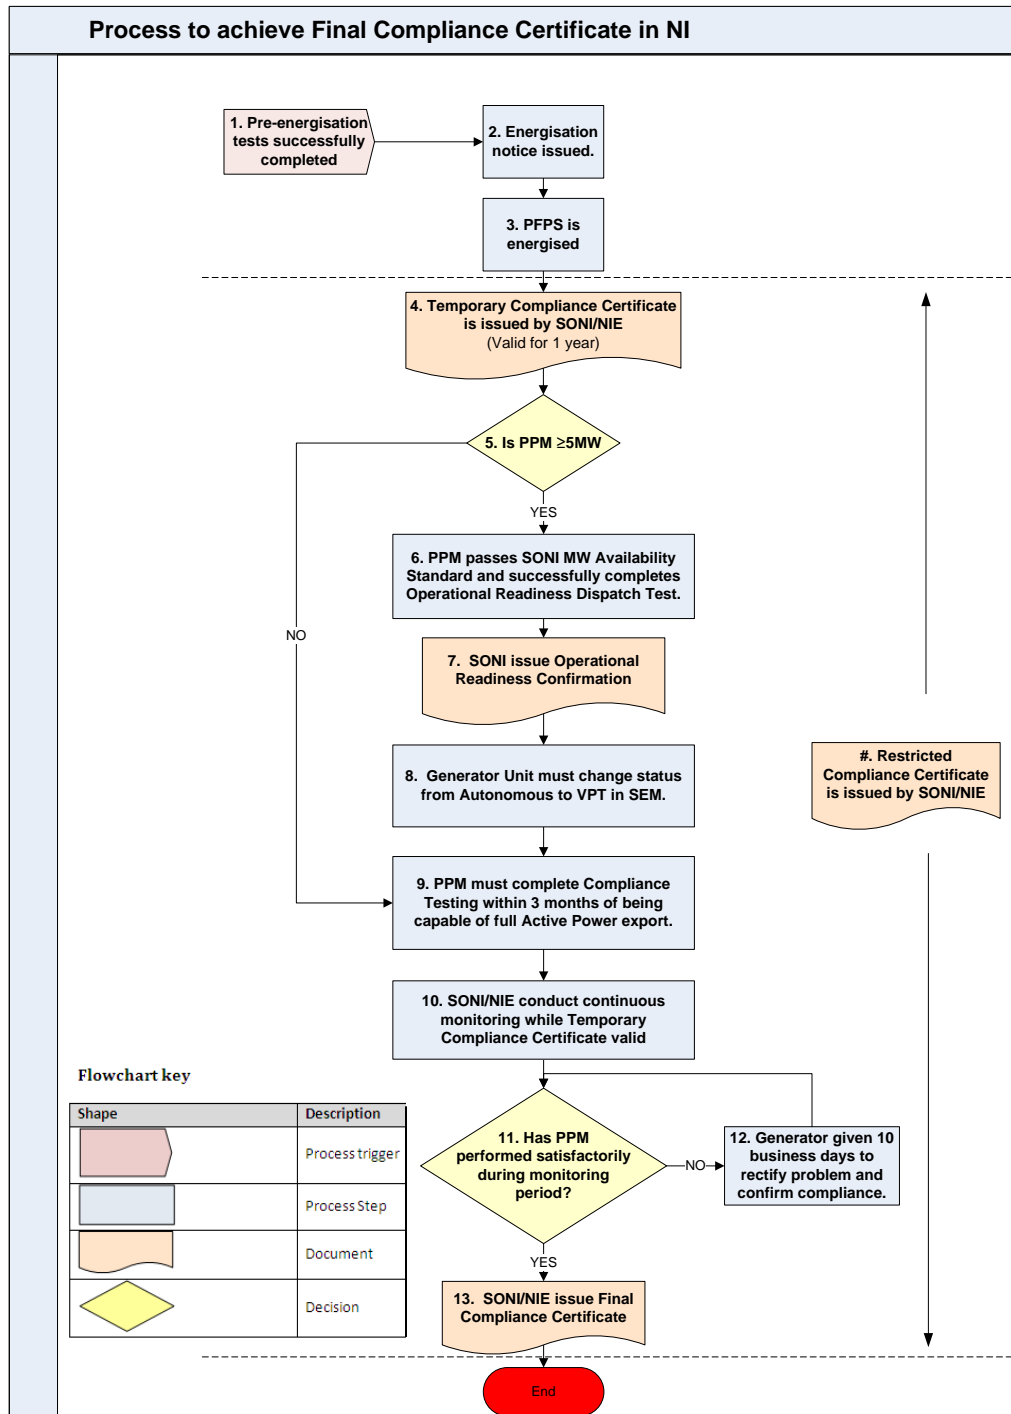 Process to achieve Final Compliance Certificate in NI
1. Pre-energisation
tests successfully
completed
2. Energisation
notice issued.
3. PFPS is
energised
4. Temporary Compliance Certificate
is issued by SONI/NIE
(Valid for 1 year)
5. Is PPM ≥5MW
YES
NO
6. PPM passes SONI MW Availability
Standard and successfully completes
Operational Readiness Dispatch Test.
7. SONI issue Operational
Readiness Confirmation
8. Generator Unit must change status
from Autonomous to VPT in SEM.
#. Restricted
Compliance Certificate
is issued by SONI/NIE
9. PPM must complete Compliance
Testing within 3 months of being
capable of full Active Power export.
10. SONI/NIE conduct continuous
monitoring while Temporary
Compliance Certificate valid
11. Has PPM
performed satisfactorily
during monitoring
period?
NO
12. Generator given 10
business days to
rectify problem and
confirm compliance.
YES
13. SONI/NIE issue Final
Compliance Certificate
End
Flowchart key
Shape Description
Process trigger
Process Step
Document
Decision